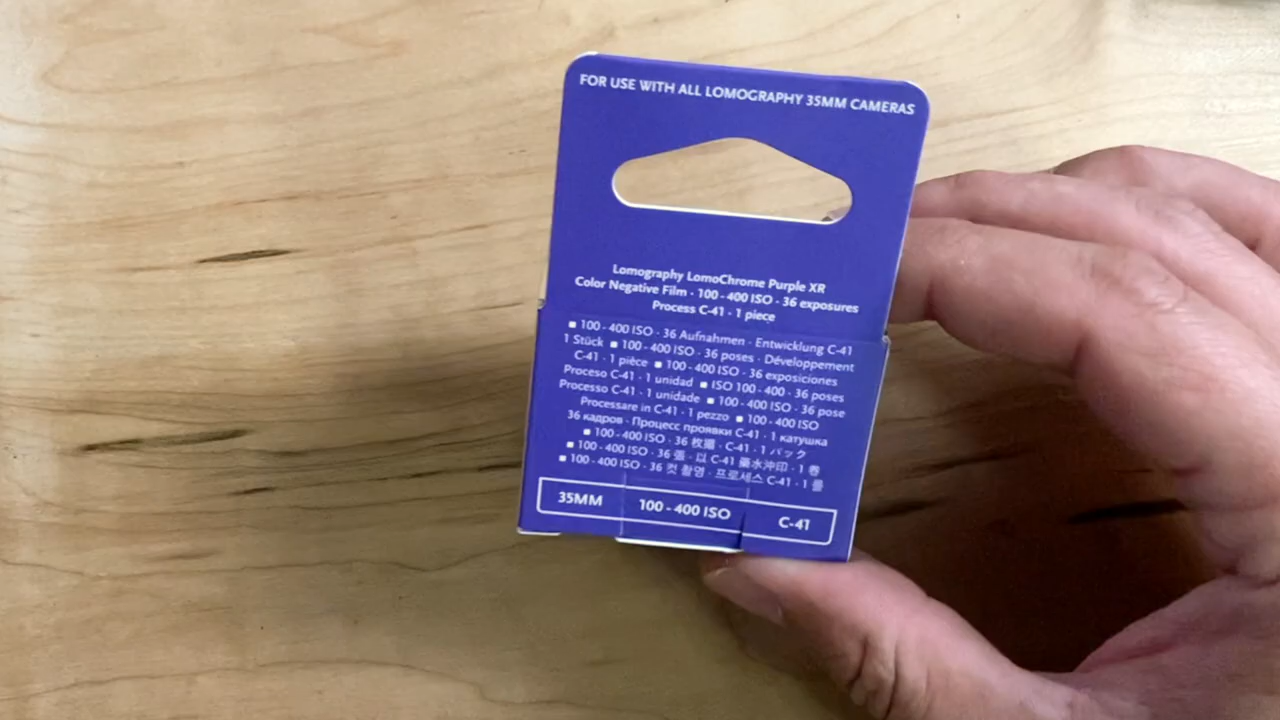 FOR USE WITH ALL LOMOGRAPHY 35MM CAMERAS
Lomography LomoChrome Purple XR
Color Negative Film · 100 - 400 ISO · 36 exposures
Process C-41 · 1 piece
■ 100 - 400 ISO · 36 Aufnahmen · Entwicklung C-41
1 Stück ■ 100 - 400 ISO · 36 poses · Développement
C-41 · 1 pièce ■ 100 - 400 ISO · 36 exposiciones
Proceso C-41 · 1 unidad ■ ISO 100 - 400 · 36 poses
Processo C-41 · 1 unidade ■ 100 - 400 ISO · 36 pose
Processare in C-41 · 1 pezzo ■ 100 - 400 ISO
36 кадров · Процесс проявки C-41 · 1 катушка
■ 100 - 400 ISO · 36 枚撮 · C-41 · 1 パック
■ 100 - 400 ISO · 36 張 · 以 C-41 藥水沖印 · 1 卷
■ 100 - 400 ISO · 36 컷 촬영 · 프로세스 C-41 · 1 롤
35MM
100 - 400 ISO
C-41